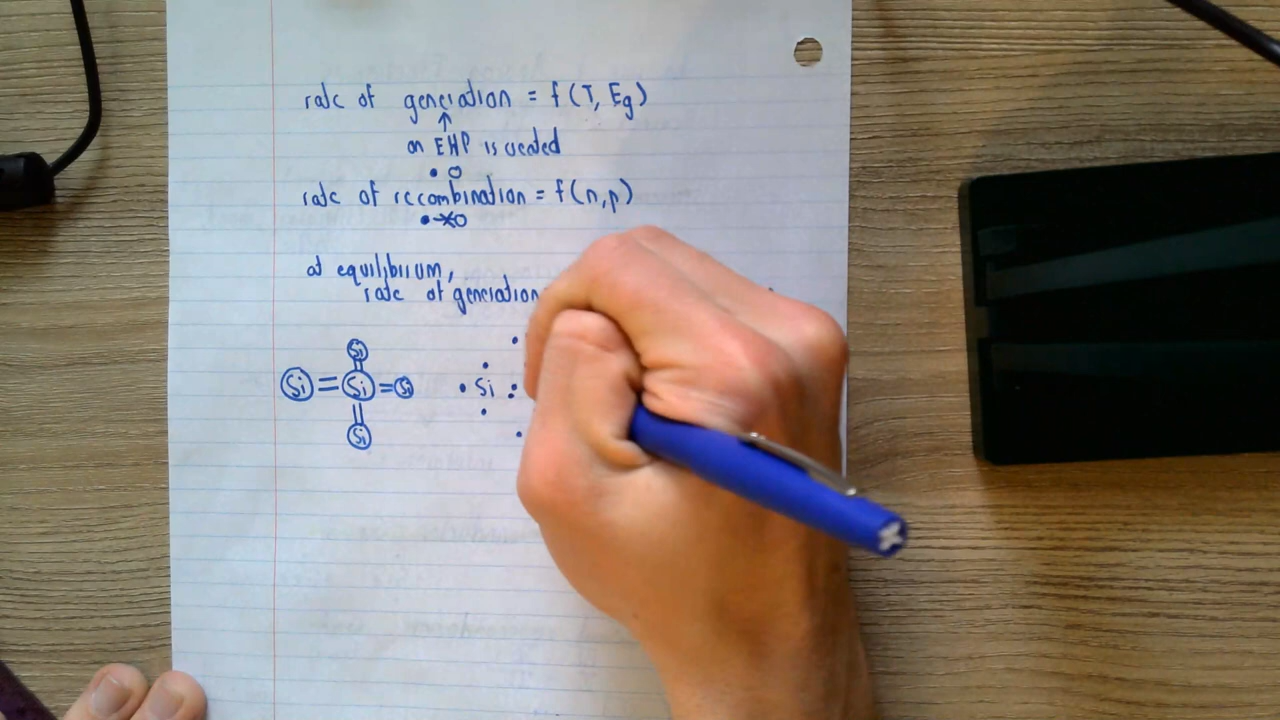 rate of generation = f(T, Eg)
↑
an EHP is created
rate of recombination = f(n,p)
at equilibrium,
rate of generation
Si
Si = Si = Si
Si
Si